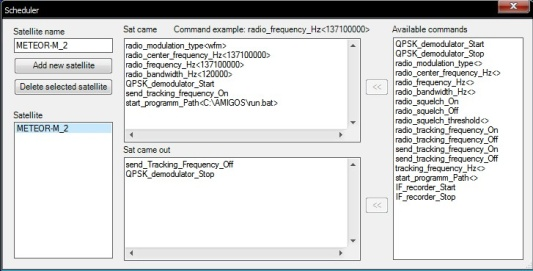 Scheduler
Satellite name
METEOR-M_2
Add new satellite
Delete selected satellite
Satellite
METEOR-M_2
Sat came
Command example: radio_frequency_Hz<137100000>
radio_modulation_type<wfm>
radio_center_frequency_Hz<137100000>
radio_frequency_Hz<137100000>
radio_bandwidth_Hz<120000>
QPSK_demodulator_Start
send_tracking_frequency_On
start_programm_Path<C:\AMIGOS\run.bat>
<<
Sat came out
send_Tracking_Frequency_Off
QPSK_demodulator_Stop
<<
Available commands
QPSK_demodulator_Start
QPSK_demodulator_Stop
radio_modulation_type<>
radio_center_frequency_Hz<>
radio_frequency_Hz<>
radio_bandwidth_Hz<>
radio_squelch_On
radio_squelch_Off
radio_squelch_threshold<>
radio_tracking_frequency_On
radio_tracking_frequency_Off
send_tracking_frequency_On
send_tracking_frequency_Off
tracking_frequency_Hz<>
start_programm_Path<>
IF_recorder_Start
IF_recorder_Stop